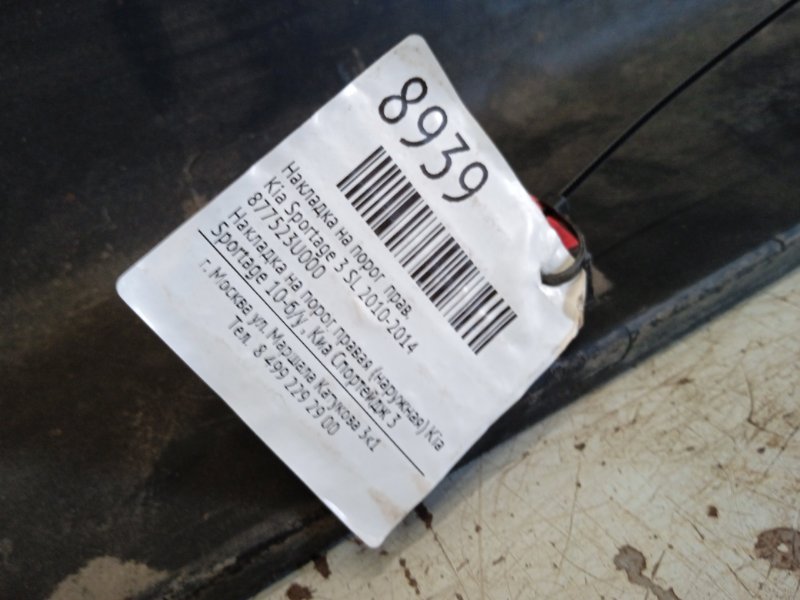 8939
Накладка на порог. прав.
Kia Sportage 3 SL 2010-2014
877523U000
Накладка на порог. правая (наружная) Kia
Sportage 10-б/у , Киа Спортейдж 3
г. Москва ул. Маршала Катукова 3к1
Тел. 8 499 229 29 00